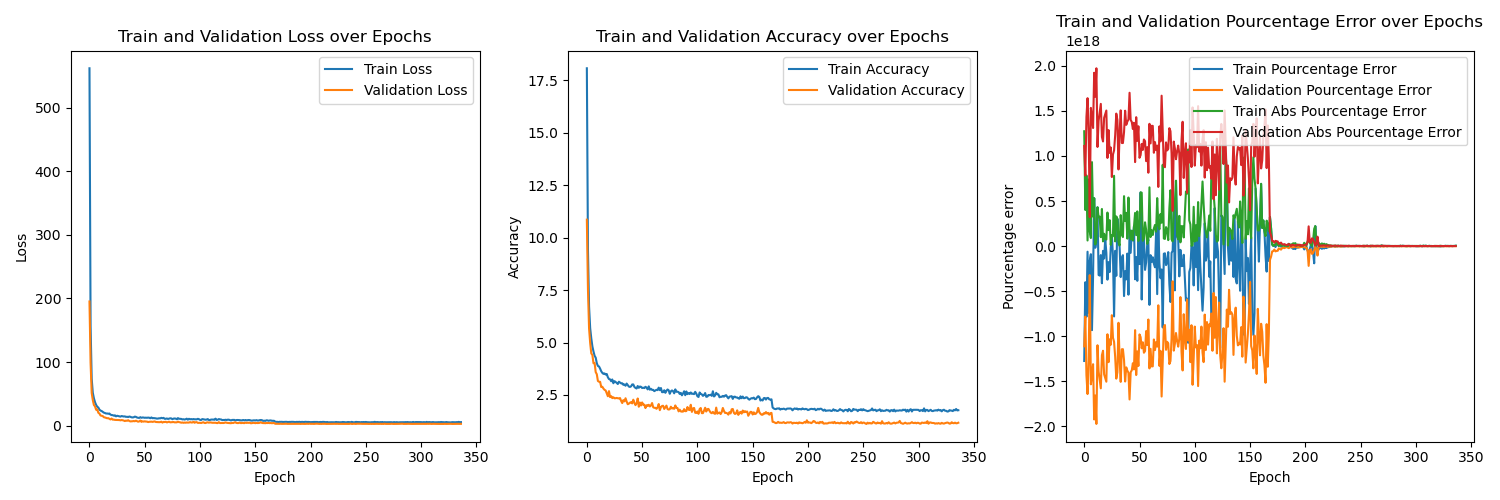 Train and Validation Loss over Epochs
Train Loss
Validation Loss
Loss
500
400
300
200
100
0
0 50 100 150 200 250 300 350
Epoch
Train and Validation Accuracy over Epochs
Train Accuracy
Validation Accuracy
Accuracy
17.5
15.0
12.5
10.0
7.5
5.0
2.5
0 50 100 150 200 250 300 350
Epoch
Train and Validation Pourcentage Error over Epochs
1e18
Train Pourcentage Error
Validation Pourcentage Error
Train Abs Pourcentage Error
Validation Abs Pourcentage Error
Pourcentage error
2.0
1.5
1.0
0.5
0.0
−0.5
−1.0
−1.5
−2.0
0 50 100 150 200 250 300 350
Epoch